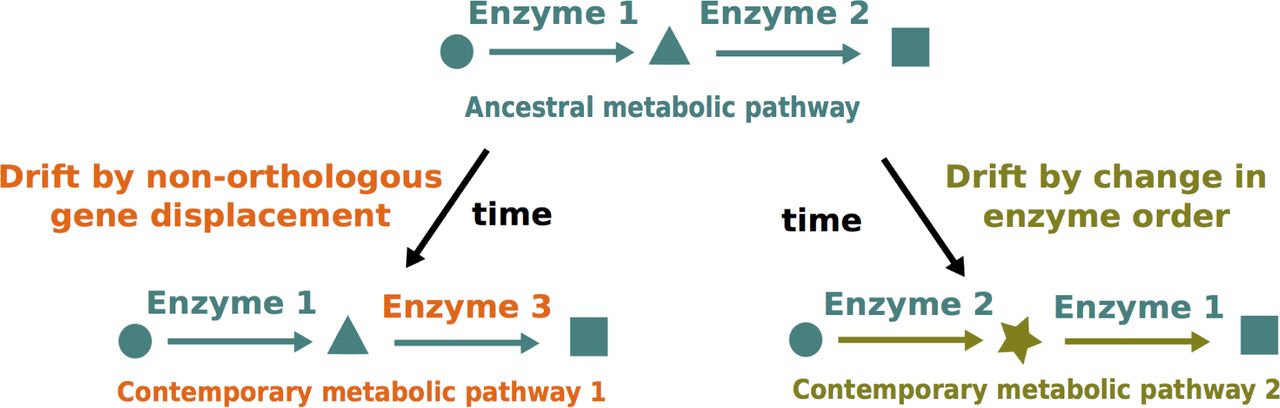 Enzyme 1 Enzyme 2
Ancestral metabolic pathway
Drift by non-orthologous
gene displacement
time
time
Drift by change in
enzyme order
Enzyme 1 Enzyme 3
Contemporary metabolic pathway 1
Enzyme 2 Enzyme 1
Contemporary metabolic pathway 2